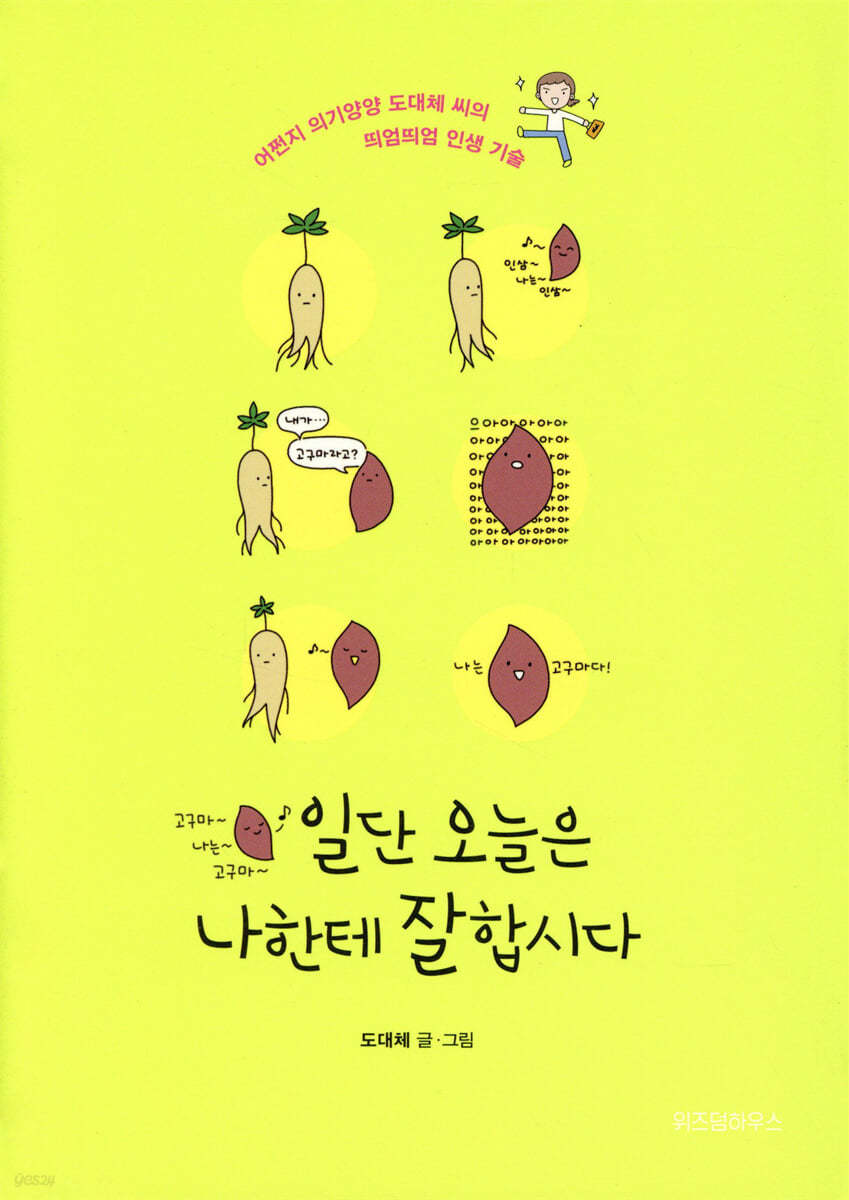 어쩐지 의기양양 도대체 씨의
띄엄띄엄 인생 기술
인삼~
나는~
인삼~
내가…
고구마라고?
으아아아아아아
아아아 아아
아 아
아 아
아 아
아 아
아아 아아
아아 아아아
아아 아 아아아아
아아 아아아아아
나는 고구마다!
고구마~
나는~
고구마~
일단 오늘은
나한테 잘합시다
도대체 글·그림
위즈덤하우스
yes24